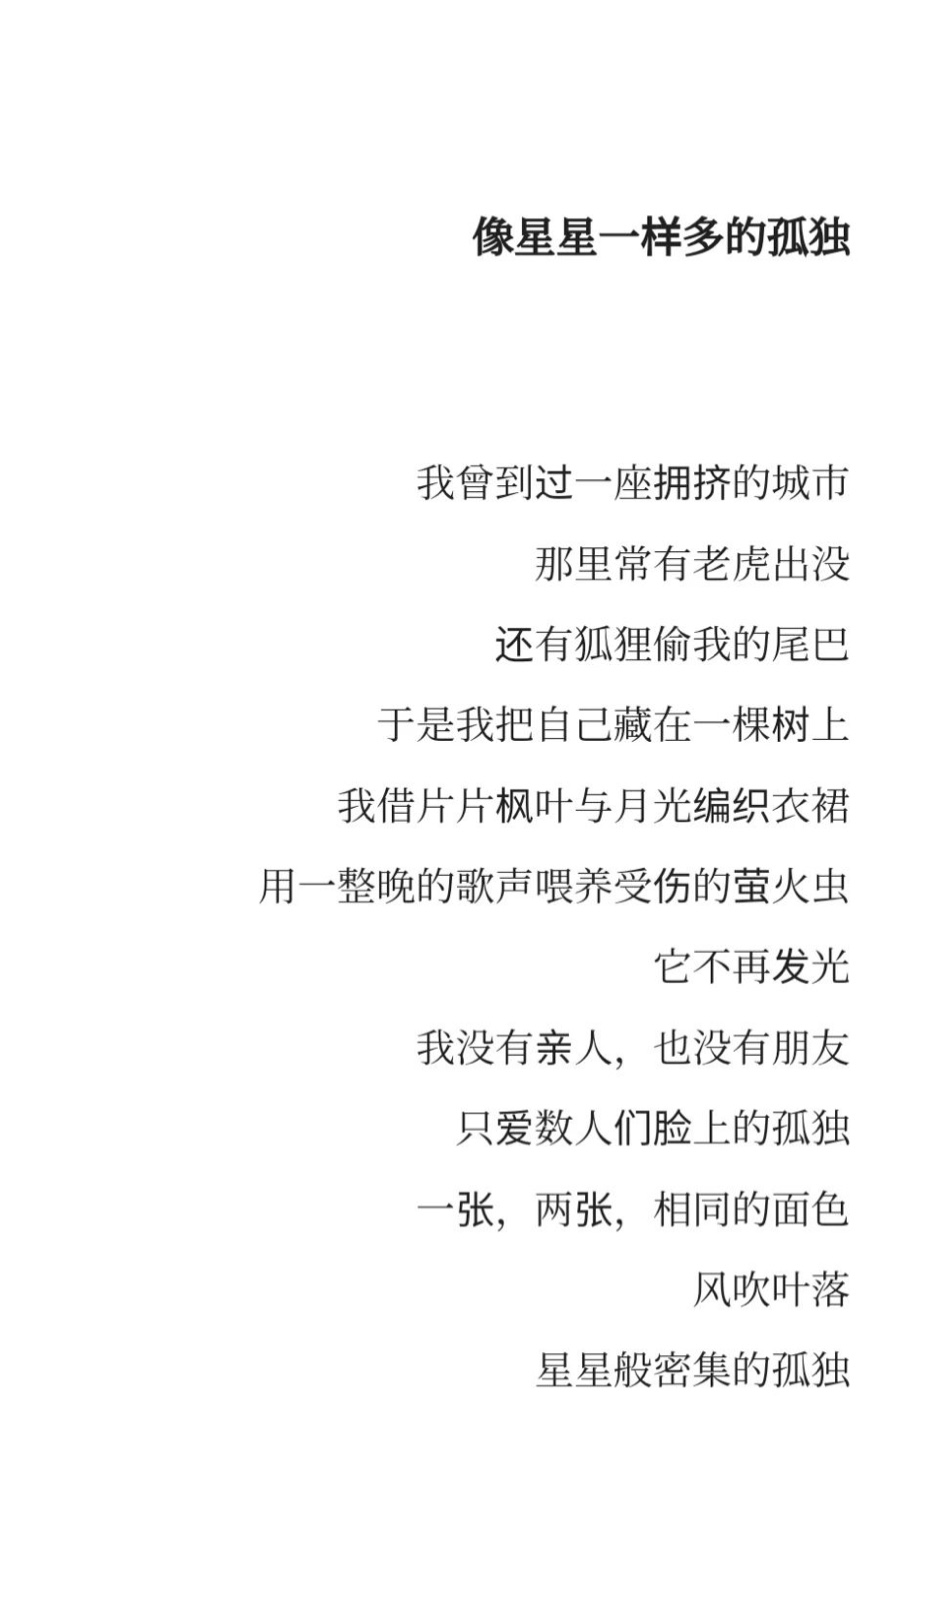 像星星一样多的孤独
我曾到过一座拥挤的城市
那里常有老虎出没
还有狐狸偷我的尾巴
于是我把自己藏在一棵树上
我借片片枫叶与月光编织衣裙
用一整晚的歌声喂养受伤的萤火虫
它不再发光
我没有亲人，也没有朋友
只爱数人们脸上的孤独
一张，两张，相同的面色
风吹叶落
星星般密集的孤独